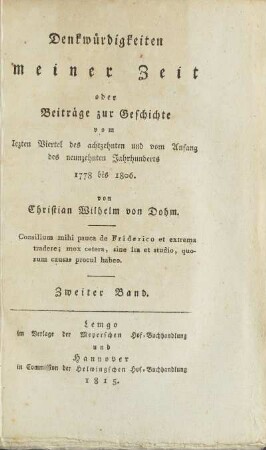 Denkwürdigkeiten
meiner Zeit
oder
Beiträge zur Geschichte
vom
lezten Viertel des achtzehnten und vom Anfang
des neunzehnten Jahrhunderts
1778 bis 1806.
von
Christian Wilhelm von Dohm.
Consilium mihi pauca de Friderico et extrema
tradere; mox cetera, sine ira et studio, quo-
rum causas procul habeo.
Zweiter Band.
Lemgo
im Verlage der Meyerschen Hof-Buchhandlung
und
Hannover
in Commission der Helwingschen Hof-Buchhandlung
1815.